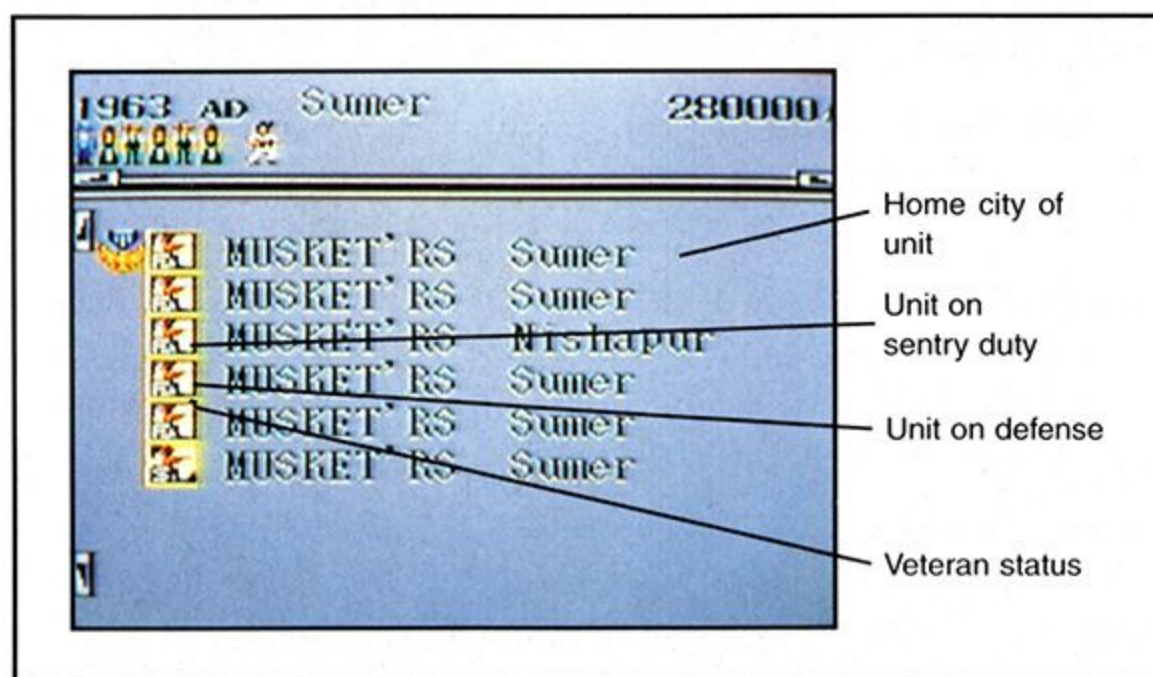 1963 AD Sumer 280000
MUSKET'RS Sumer
MUSKET'RS Sumer
MUSKET'RS Nishapur
MUSKET'RS Sumer
MUSKET'RS Sumer
MUSKET'RS Sumer
Home city of
unit
Unit on
sentry duty
Unit on defense
Veteran status